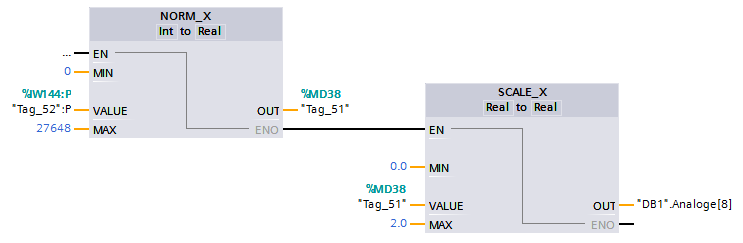 NORM_X
Int to Real
... EN
0 MIN
%IW144:P
"Tag_52":P VALUE
27648 MAX
%MD38
OUT "Tag_51"
ENO
SCALE_X
Real to Real
EN
0.0 MIN
%MD38
"Tag_51" VALUE
2.0 MAX
OUT "DB1".Analoge[8]
ENO